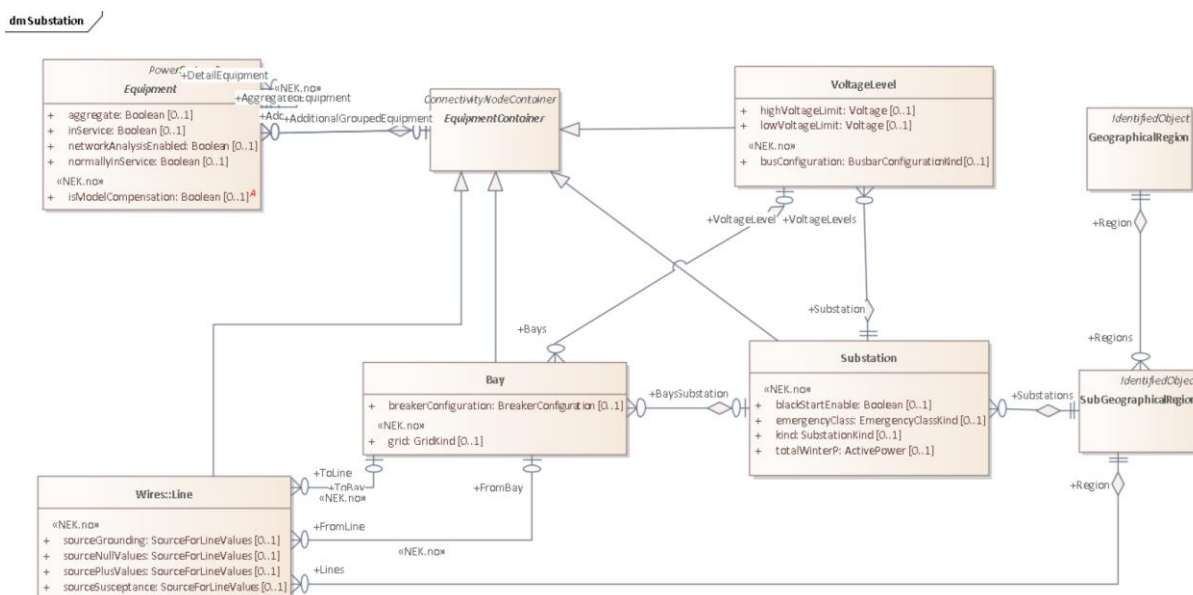 dm Substation
+DetailEquipment
Equipment
«NEK.no»
+AggregatedEquipment
+ aggregate: Boolean [0..1]
+ inService: Boolean [0..1]
+ networkAnalysisEnabled: Boolean [0..1]
+ normallyInService: Boolean [0..1]
«NEK.no»
+ isModelCompensation: Boolean [0..1] A
+AdditionalGroupedEquipment
ConnectivityNodeContainer
EquipmentContainer
VoltageLevel
+ highVoltageLimit: Voltage [0..1]
+ lowVoltageLimit: Voltage [0..1]
«NEK.no»
+ busConfiguration: BusbarConfigurationKind [0..1]
IdentifiedObject
GeographicalRegion
+VoltageLevel
+VoltageLevels
+Region
+Substation
+Bays
+Regions
Bay
+ breakerConfiguration: BreakerConfiguration [0..1]
«NEK.no»
+ grid: GridKind [0..1]
+BaysSubstation
Substation
«NEK.no»
+ blackStartEnable: Boolean [0..1]
+ emergencyClass: EmergencyClassKind [0..1]
+ kind: SubstationKind [0..1]
+ totalWinterP: ActivePower [0..1]
+Substations
IdentifiedObject
SubGeographicalRegion
+ToLine
+ToBay
«NEK.no»
+FromBay
+Region
Wires::Line
«NEK.no»
+ sourceGrounding: SourceForLineValues [0..1]
+ sourceNullValues: SourceForLineValues [0..1]
+ sourcePlusValues: SourceForLineValues [0..1]
+ sourceSusceptance: SourceForLineValues [0..1]
+FromLine
«NEK.no»
+Lines